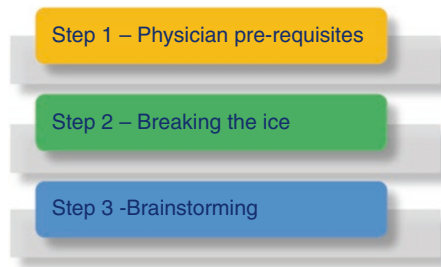 Step 1 – Physician pre-requisites
Step 2 – Breaking the ice
Step 3 -Brainstorming